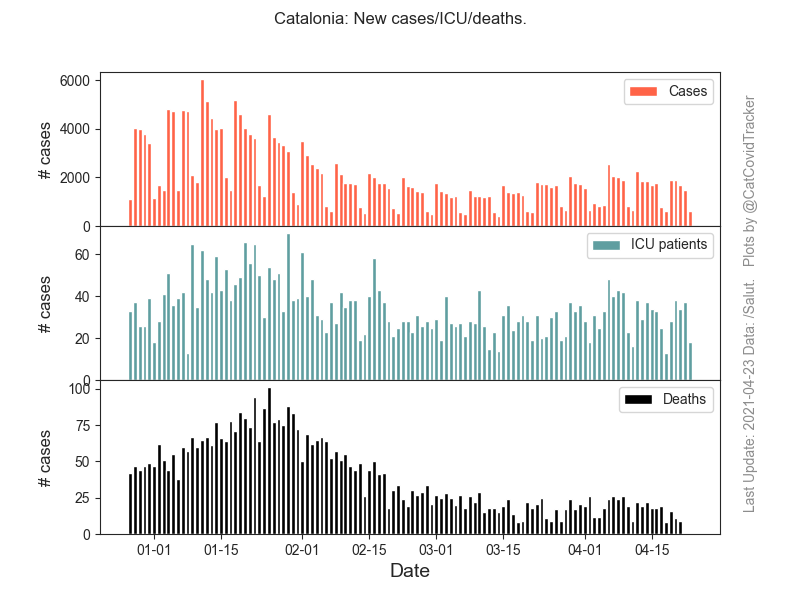 Catalonia: New cases/ICU/deaths.
6000
4000
2000
0
# cases
Cases
60
40
20
0
# cases
ICU patients
100
75
50
25
0
# cases
Deaths
01-01 01-15 02-01 02-15 03-01 03-15 04-01 04-15
Date
Last Update: 2021-04-23 Data: /Salut. Plots by @CatCovidTracker